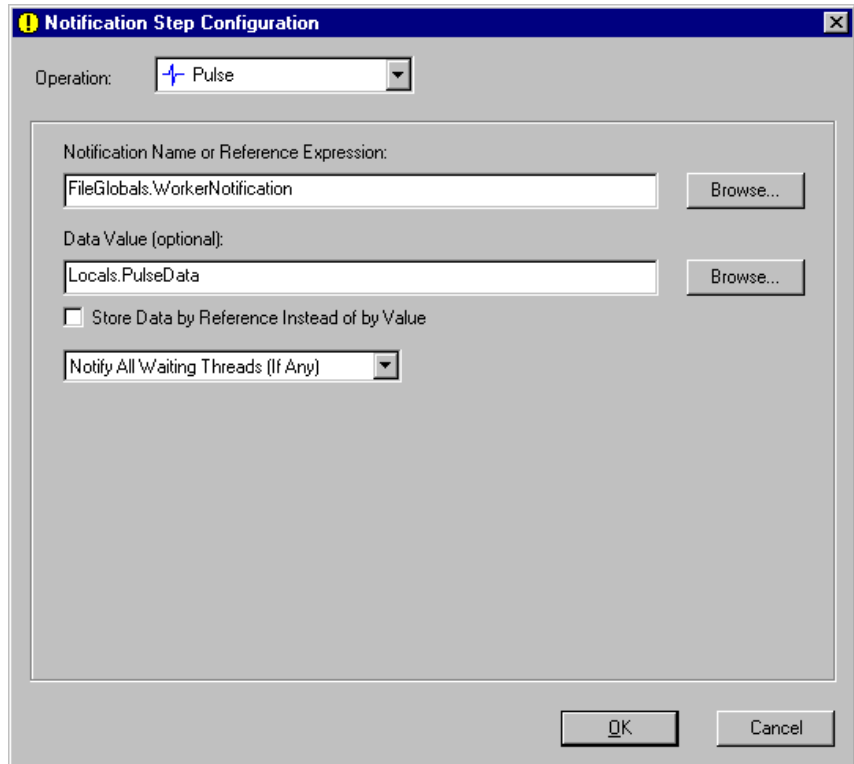 Notification Step Configuration
Operation: Pulse
Notification Name or Reference Expression:
FileGlobals.WorkerNotification Browse...
Data Value (optional):
Locals.PulseData Browse...
Store Data by Reference Instead of by Value
Notify All Waiting Threads (If Any)
OK Cancel